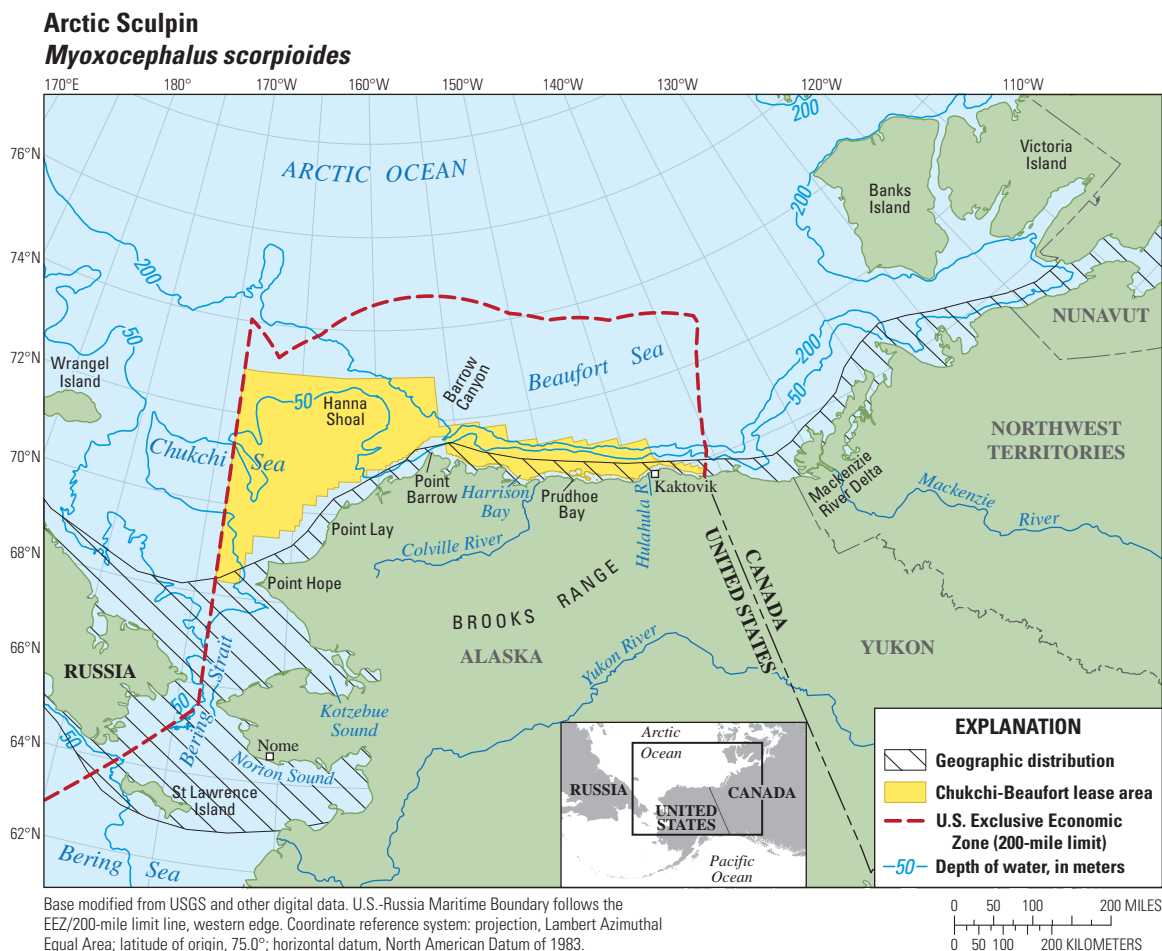 Arctic Sculpin
Myoxocephalus scorpioides
170°E
180°
170°W
160°W
150°W
140°W
130°W
120°W
110°W
76°N
74°N
72°N
70°N
68°N
66°N
64°N
62°N
200
Victoria
Island
Banks
Island
ARCTIC OCEAN
200
200
50
NUNAVUT
Wrangel
Island
Beaufort Sea
Barrow
Canyon
200
50
50
Hanna
Shoal
Chukchi Sea
NORTHWEST
TERRITORIES
Point
Barrow
Harrison
Bay
Prudhoe
Bay
Hulahula R
Kaktovik
Mackenzie
River Delta
Mackenzie River
Point Lay
Colville River
Point Hope
BROOKS RANGE
CANADA
UNITED STATES
ALASKA
YUKON
RUSSIA
Yukon River
Bering Strait
50
50
Kotzebue
Sound
Nome
Norton Sound
St Lawrence
Island
Bering Sea
Arctic
Ocean
RUSSIA
CANADA
UNITED
STATES
Pacific
Ocean
EXPLANATION
Geographic distribution
Chukchi-Beaufort lease area
U.S. Exclusive Economic
Zone (200-mile limit)
50 Depth of water, in meters
Base modified from USGS and other digital data. U.S.-Russia Maritime Boundary follows the
EEZ/200-mile limit line, western edge. Coordinate reference system: projection, Lambert Azimuthal
Equal Area; latitude of origin, 75.0°; horizontal datum, North American Datum of 1983.
0 50 100 200 MILES
0 50 100 200 KILOMETERS